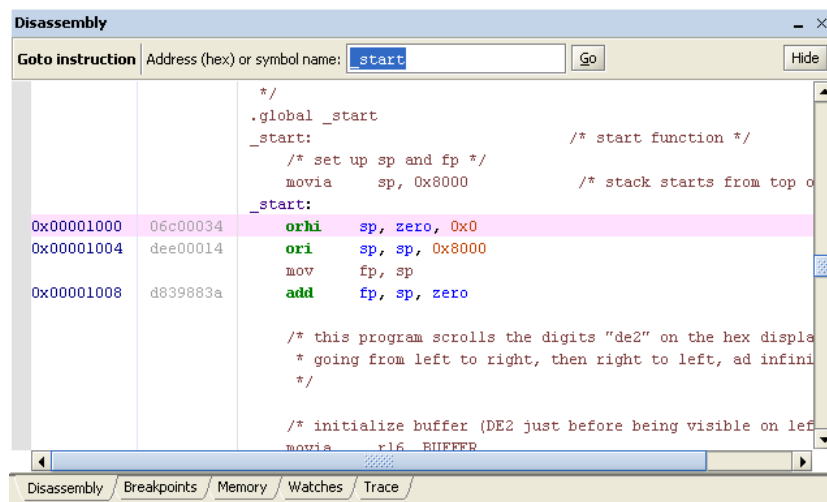 Disassembly
Goto instruction Address (hex) or symbol name: _start Go Hide
*/
.global _start
_start: /* start function */
/* set up sp and fp */
movia sp, 0x8000 /* stack starts from top o
_start:
0x00001000 06c00034 orhi sp, zero, 0x0
0x00001004 dee00014 ori sp, sp, 0x8000
mov fp, sp
0x00001008 d839883a add fp, sp, zero
/* this program scrolls the digits "de2" on the hex displa
* going from left to right, then right to left, ad infini
*/
/* initialize buffer (DE2 just before being visible on lef
movia r16, BUFFER
Disassembly Breakpoints Memory Watches Trace